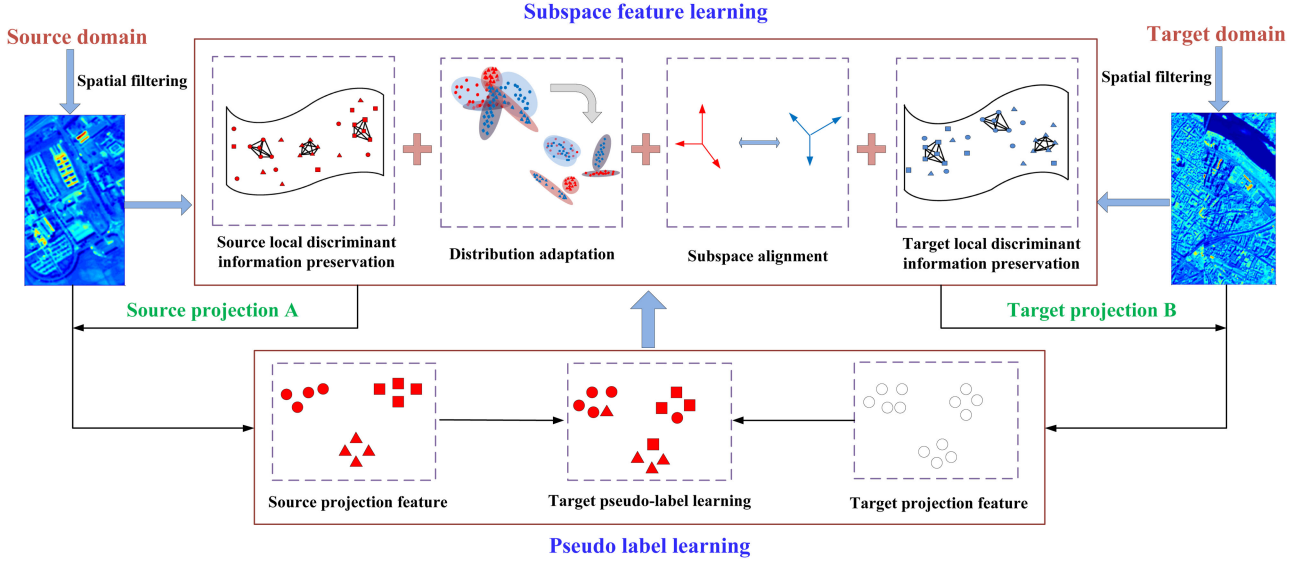 Subspace feature learning
Source domain
Target domain
Spatial filtering
Spatial filtering
Source local discriminant
information preservation
Distribution adaptation
Subspace alignment
Target local discriminant
information preservation
Source projection A
Target projection B
Source projection feature
Target pseudo-label learning
Target projection feature
Pseudo label learning